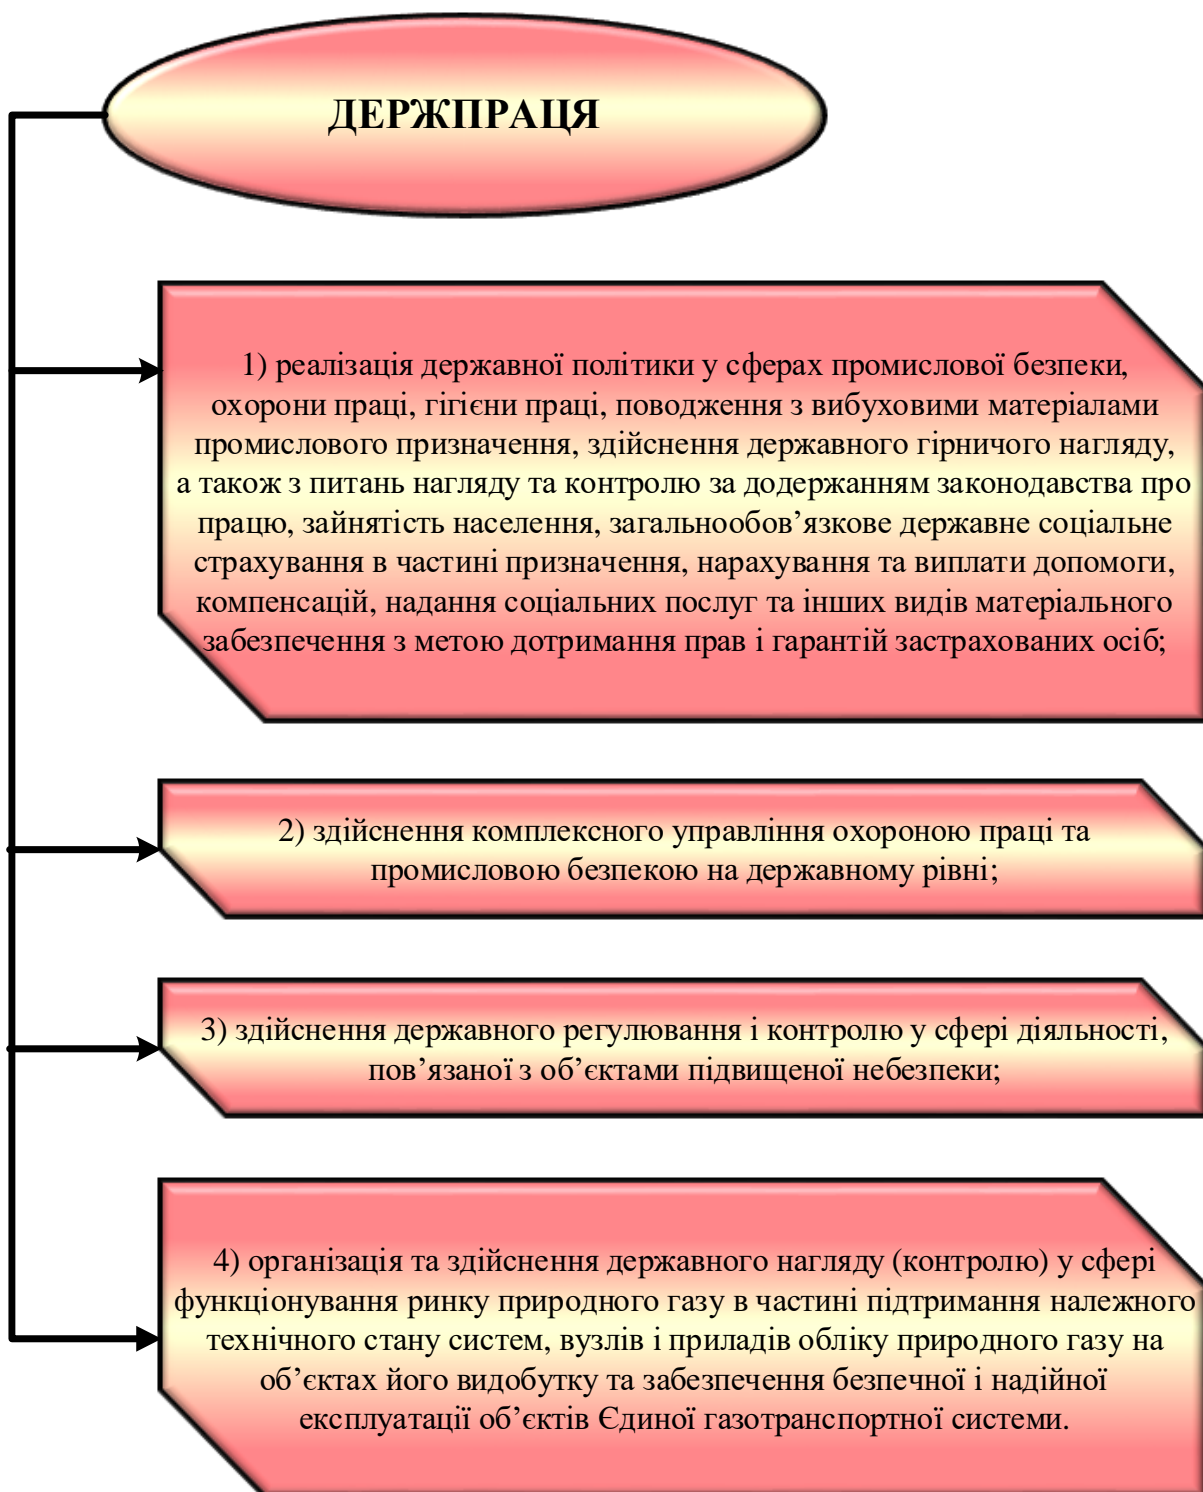 ДЕРЖПРАЦЯ
1) реалізація державної політики у сферах промислової безпеки,
охорони праці, гігієни праці, поводження з вибуховими матеріалами
промислового призначення, здійснення державного гірничого нагляду,
а також з питань нагляду та контролю за додержанням законодавства про
працю, зайнятість населення, загальнообов’язкове державне соціальне
страхування в частині призначення, нарахування та виплати допомоги,
компенсацій, надання соціальних послуг та інших видів матеріального
забезпечення з метою дотримання прав і гарантій застрахованих осіб;
2) здійснення комплексного управління охороною праці та
промисловою безпекою на державному рівні;
3) здійснення державного регулювання і контролю у сфері діяльності,
пов’язаної з об’єктами підвищеної небезпеки;
4) організація та здійснення державного нагляду (контролю) у сфері
функціонування ринку природного газу в частині підтримання належного
технічного стану систем, вузлів і приладів обліку природного газу на
об’єктах його видобутку та забезпечення безпечної і надійної
експлуатації об’єктів Єдиної газотранспортної системи.